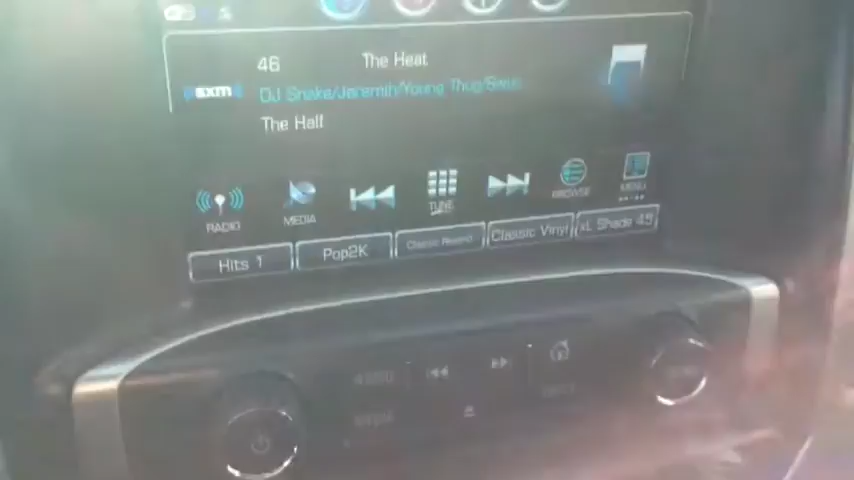 46 The Heat
sxm
DJ Snake/Jeremih/Young Thug/Swae
The Half
RADIO MEDIA TUNE BROWSE MENU
Hits 1 Pop2K Classic Rewind Classic Vinyl xL Shade 45